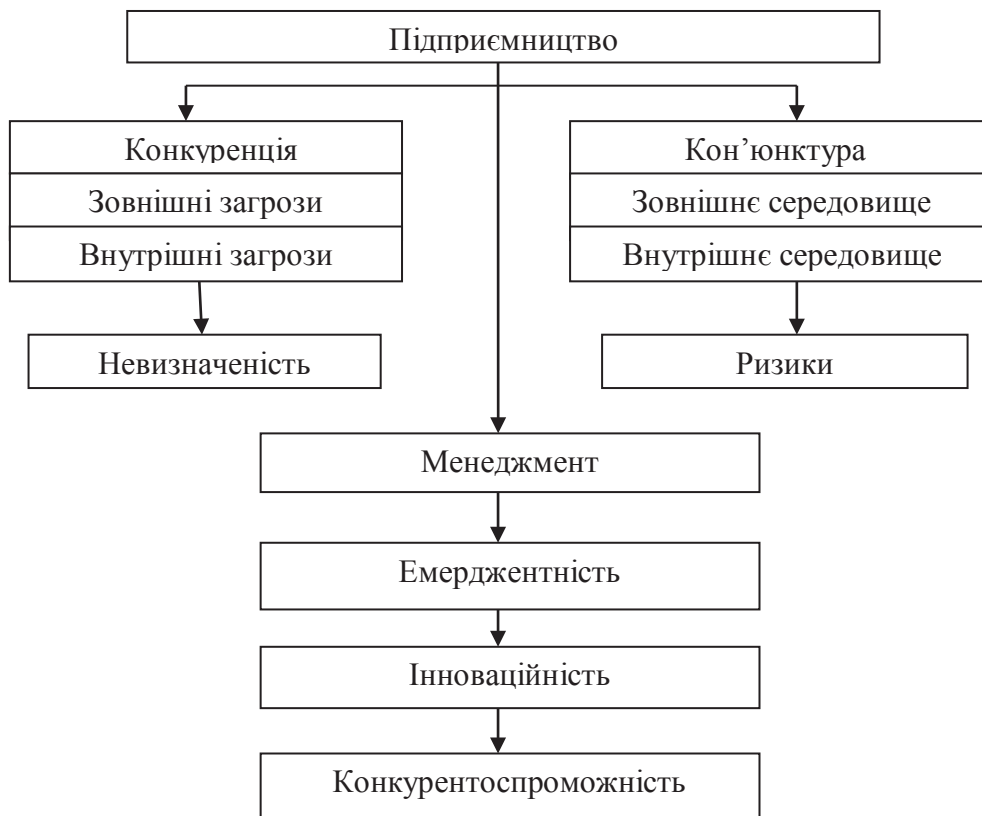 Підприємництво
Конкуренція
Зовнішні загрози
Внутрішні загрози
Невизначеність
Кон’юнктура
Зовнішнє середовище
Внутрішнє середовище
Ризики
Менеджмент
Емерджентність
Інноваційність
Конкурентоспроможність